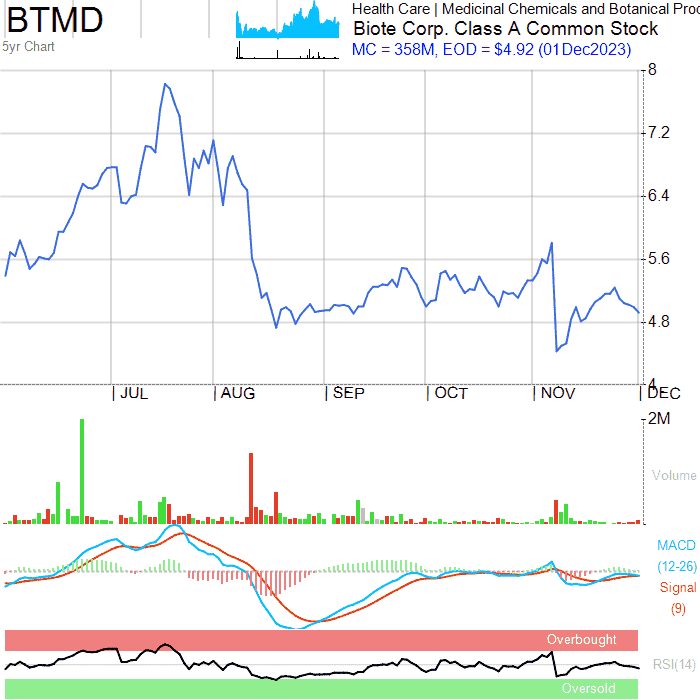 BTMD
5yr Chart
Health Care | Medicinal Chemicals and Botanical Proc
Biote Corp. Class A Common Stock
MC = 358M, EOD = $4.92 (01Dec2023)
8
7.2
6.4
5.6
4.8
4
JUL AUG SEP OCT NOV DEC
2M
Volume
MACD
(12-26)
Signal
(9)
Overbought
RSI(14)
Oversold